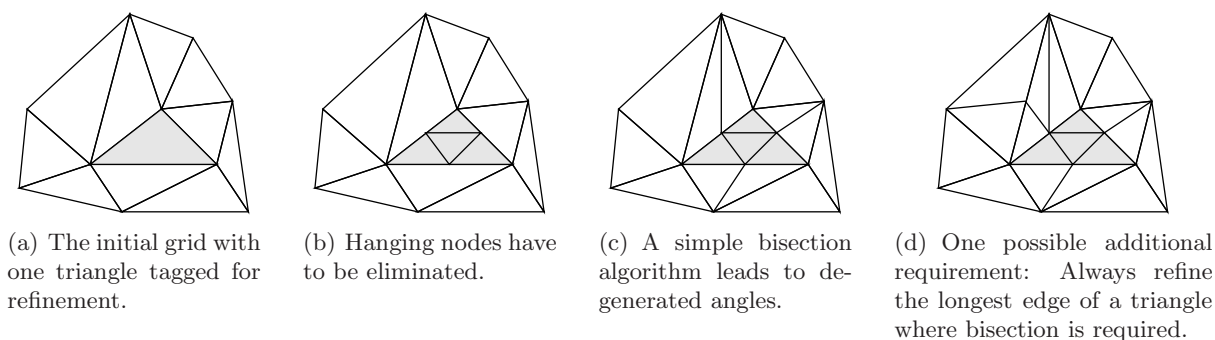 (a) The initial grid with
one triangle tagged for
refinement.
(b) Hanging nodes have
to be eliminated.
(c) A simple bisection
algorithm leads to de-
generated angles.
(d) One possible additional
requirement: Always refine
the longest edge of a triangle
where bisection is required.